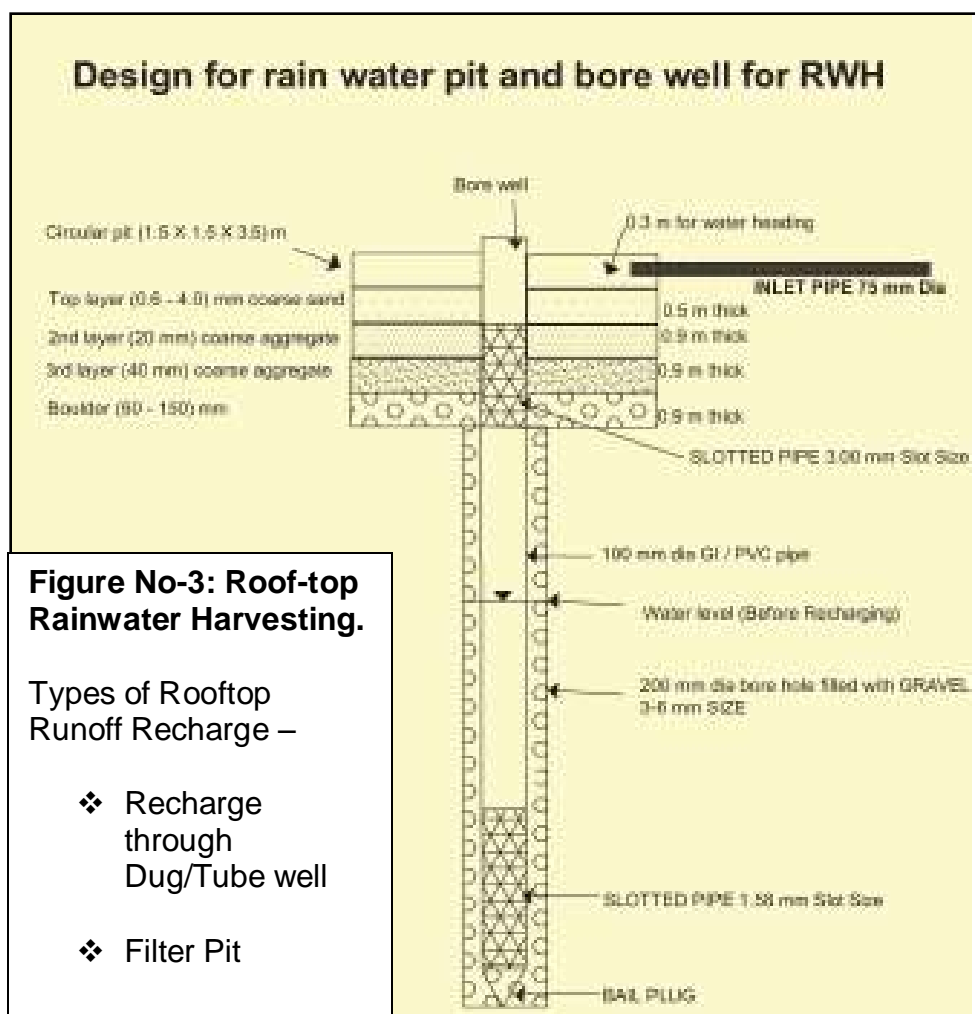 Design for rain water pit and bore well for RWH
Bore well
Circular pit (1.5 X 1.5 X 3.5) m
0.3 m for water heading
INLET PIPE 75 mm Dia
Top layer (0.6 - 4.0) mm coarse sand
0.5 m thick
2nd layer (20 mm) coarse aggregate
0.9 m thick
3rd layer (40 mm) coarse aggregate
0.9 m thick
Boulder (60 - 150) mm
0.9 m thick
SLOTTED PIPE 3.00 mm Slot Size
100 mm dia GI / PVC pipe
Water level (Before Recharging)
200 mm dia bore hole filled with GRAVEL
3-6 mm SIZE
SLOTTED PIPE 1.58 mm Slot Size
BAIL PLUG
Figure No-3: Roof-top
Rainwater Harvesting.
Types of Rooftop
Runoff Recharge –
❖ Recharge
through
Dug/Tube well
❖ Filter Pit